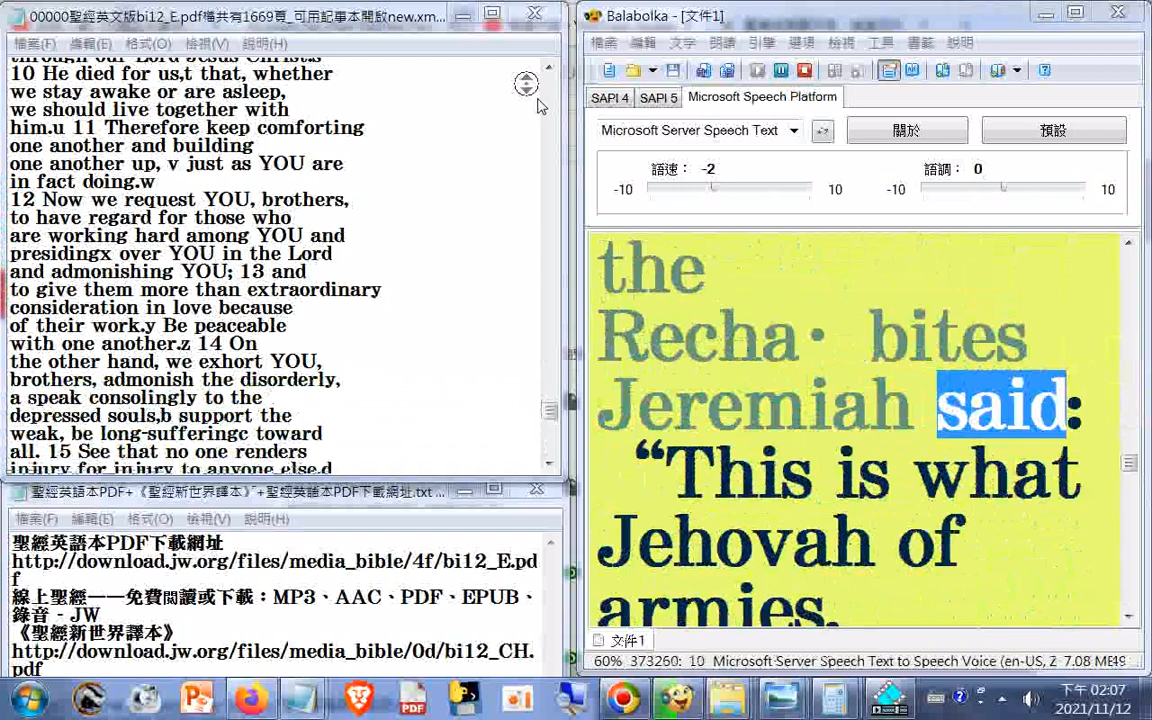 00000聖經英文版bi12_E.pdf檔共有1669頁_可用記事本開啟new.xm...
檔案(F) 編輯(E) 格式(O) 檢視(V) 說明(H)
through our Lord Jesus Christ.s
10 He died for us,t that, whether
we stay awake or are asleep,
we should live together with
him.u 11 Therefore keep comforting
one another and building
one another up, v just as YOU are
in fact doing.w
12 Now we request YOU, brothers,
to have regard for those who
are working hard among YOU and
presidingx over YOU in the Lord
and admonishing YOU; 13 and
to give them more than extraordinary
consideration in love because
of their work.y Be peaceable
with one another.z 14 On
the other hand, we exhort YOU,
brothers, admonish the disorderly,
a speak consolingly to the
depressed souls,b support the
weak, be long-sufferingc toward
all. 15 See that no one renders
injury for injury to anyone else,d
聖經英語本PDF+《聖經新世界譯本》"+聖經英語本PDF下載網址.txt ...
檔案(F) 編輯(E) 格式(O) 檢視(V) 說明(H)
聖經英語本PDF下載網址
http://download.jw.org/files/media_bible/4f/bi12_E.pd
f
線上聖經——免費閱讀或下載：MP3、AAC、PDF、EPUB、
錄音 - JW
《聖經新世界譯本》
http://download.jw.org/files/media_bible/0d/bi12_CH.
pdf
Balabolka - [文件1]
檔案 編輯 文字 朗讀 引擎 選項 檢視 工具 書籤 說明
SAPI 4 SAPI 5 Microsoft Speech Platform
Microsoft Server Speech Text 關於 預設
語速： -2 語調： 0
-10 10 -10 10
the
Recha· bites
Jeremiah said:
“This is what
Jehovah of
armies,
文件1
60% 373260: 10 Microsoft Server Speech Text to Speech Voice (en-US, Z 7.08 ME49
下午 02:07
2021/11/12